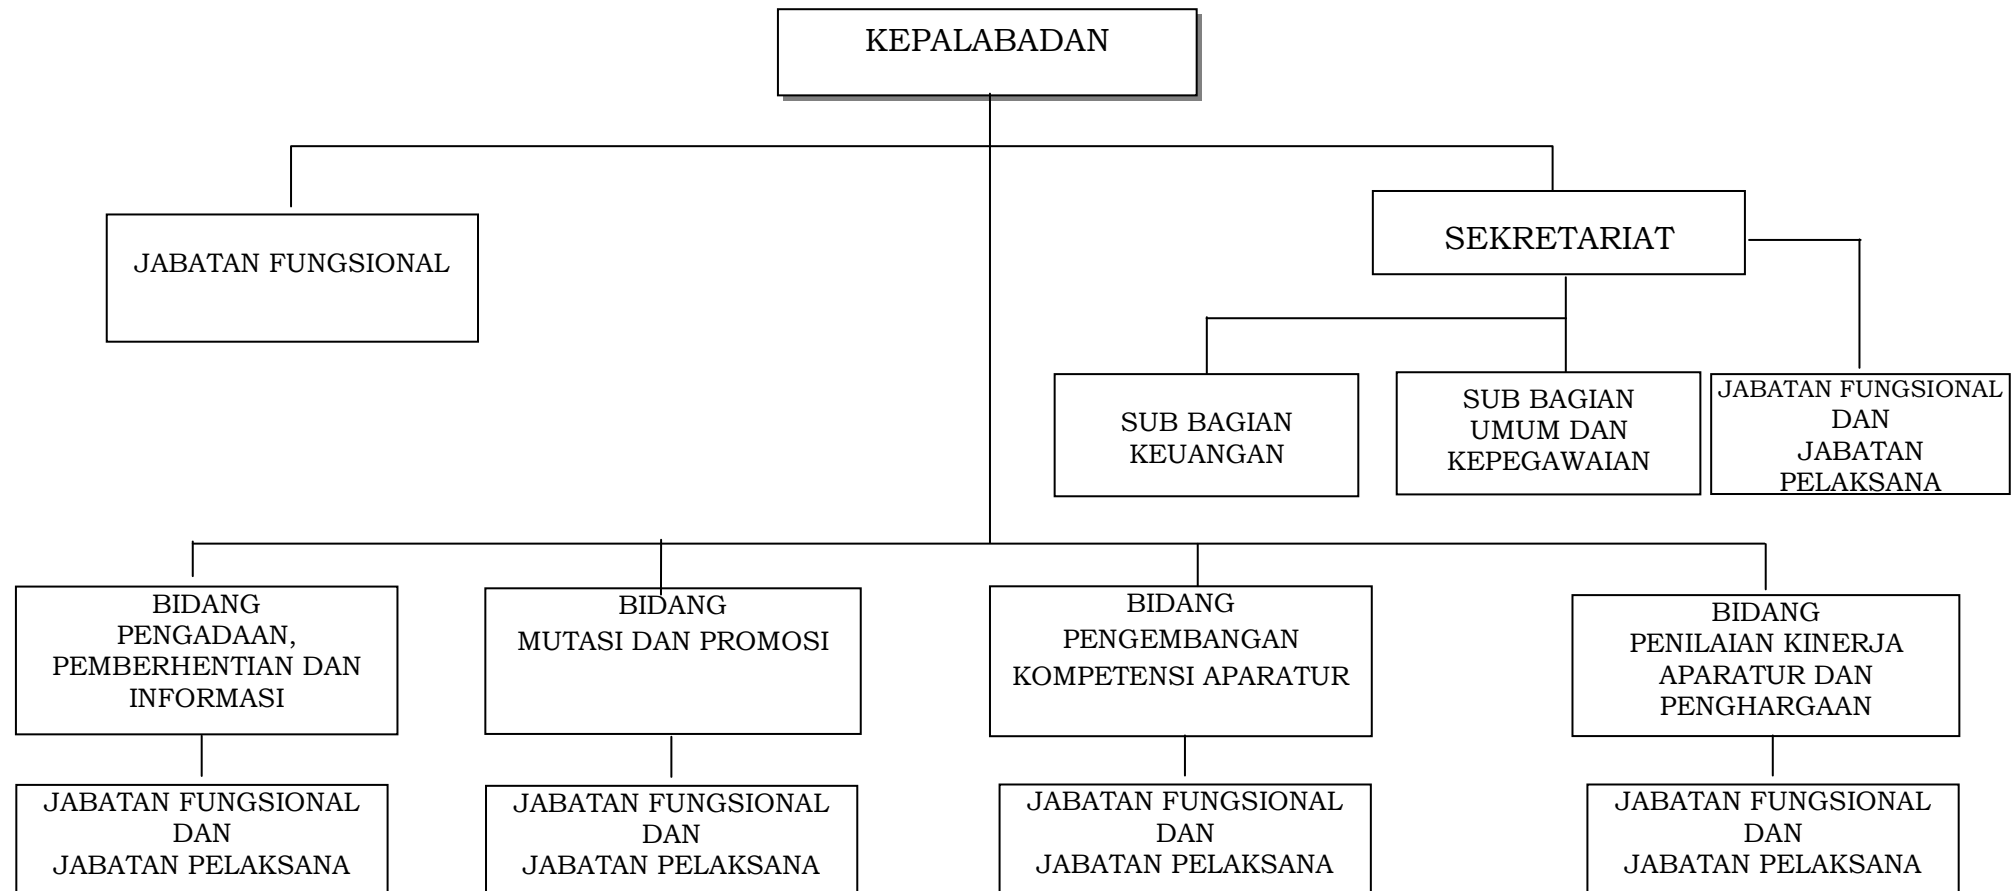 KEPALABADAN
JABATAN FUNGSIONAL
SEKRETARIAT
SUB BAGIAN
KEUANGAN
SUB BAGIAN
UMUM DAN
KEPEGAWAIAN
JABATAN FUNGSIONAL
DAN
JABATAN
PELAKSANA
BIDANG
PENGADAAN,
PEMBERHENTIAN DAN
INFORMASI
BIDANG
MUTASI DAN PROMOSI
BIDANG
PENGEMBANGAN
KOMPETENSI APARATUR
BIDANG
PENILAIAN KINERJA
APARATUR DAN
PENGHARGAAN
JABATAN FUNGSIONAL
DAN
JABATAN PELAKSANA
JABATAN FUNGSIONAL
DAN
JABATAN PELAKSANA
JABATAN FUNGSIONAL
DAN
JABATAN PELAKSANA
JABATAN FUNGSIONAL
DAN
JABATAN PELAKSANA